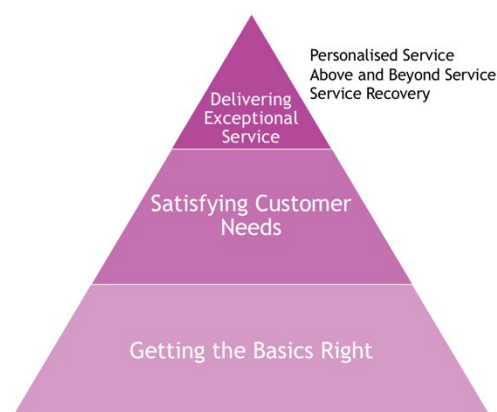 Personalised Service
Above and Beyond Service
Service Recovery
Delivering
Exceptional
Service
Satisfying Customer
Needs
Getting the Basics Right